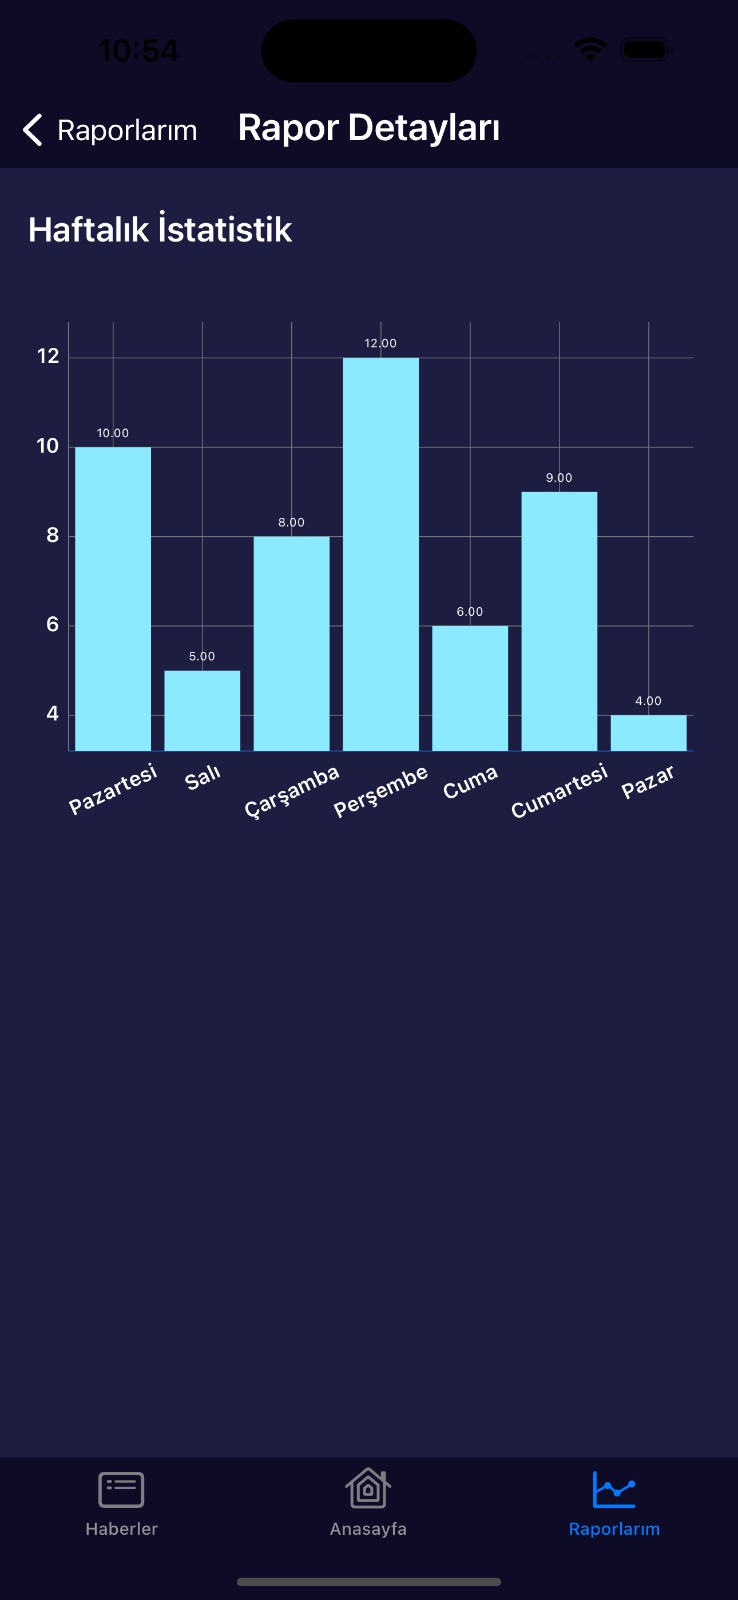 10:54
Raporlarım
Rapor Detayları
Haftalık İstatistik
12
10
8
6
4
10.00
5.00
8.00
12.00
6.00
9.00
4.00
Pazartesi
Salı
Çarşamba
Perşembe
Cuma
Cumartesi
Pazar
Haberler
Anasayfa
Raporlarım